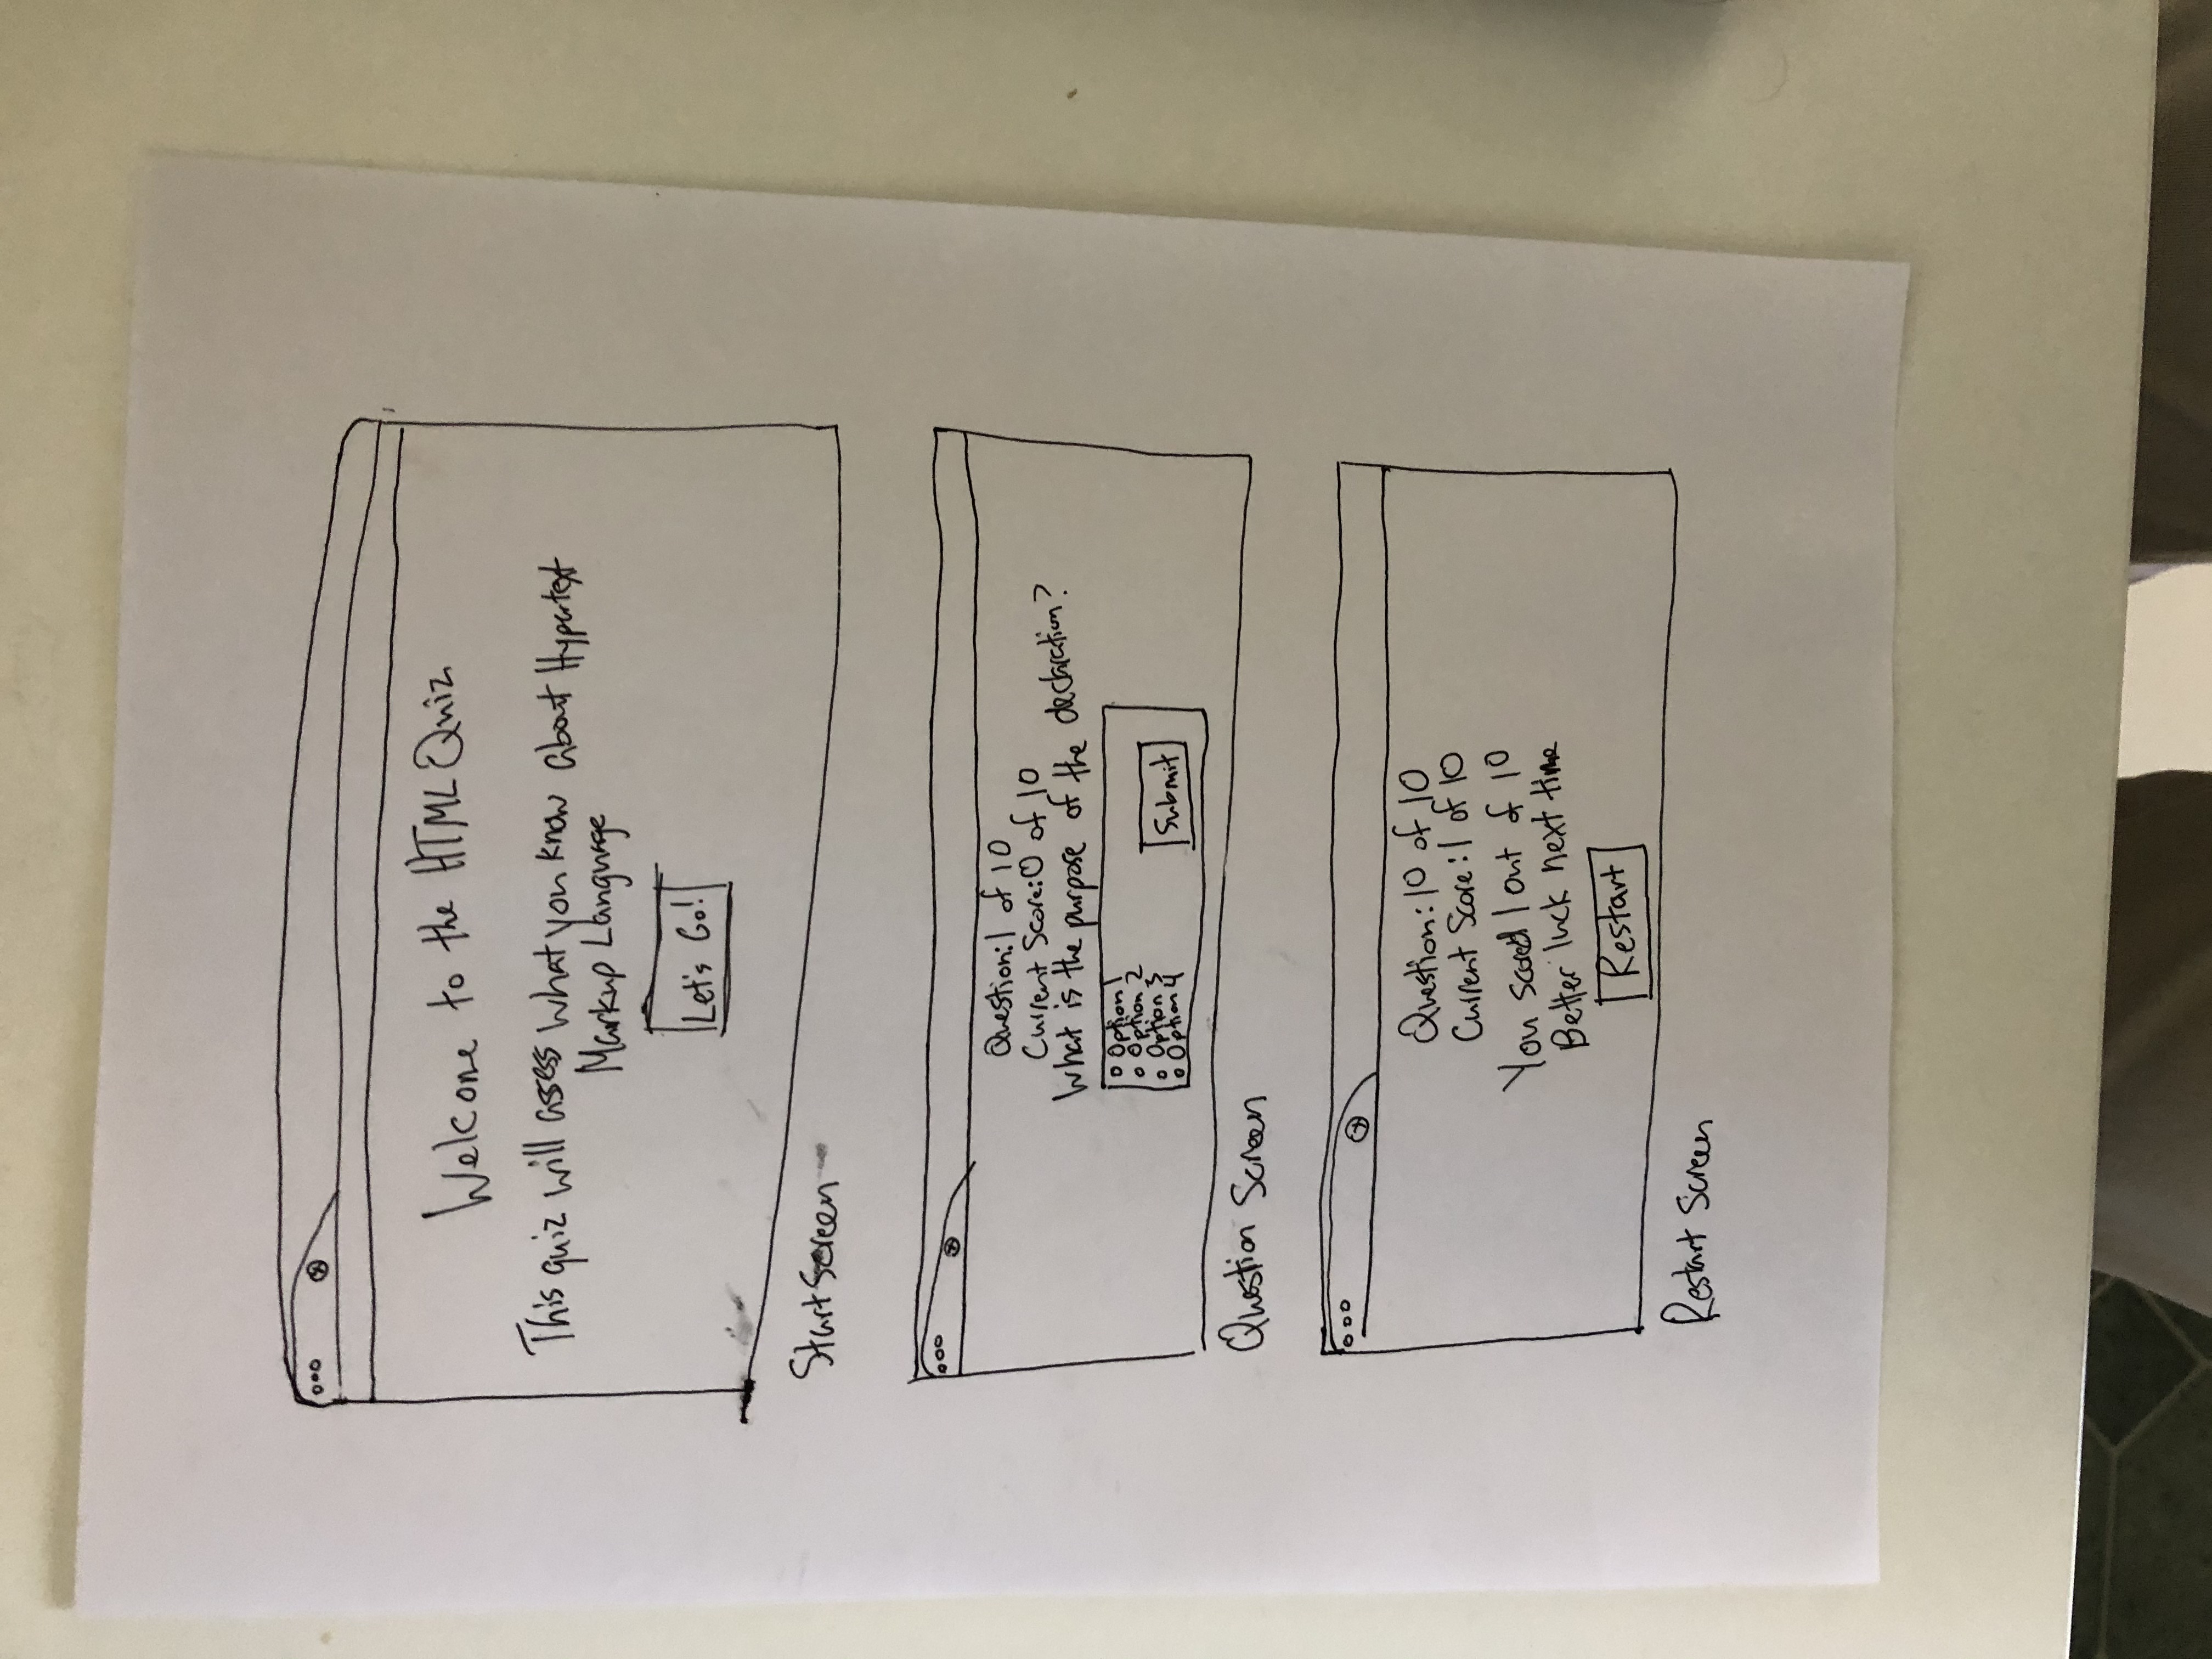 Welcome to the HTML Quiz
This quiz will assess what you know about Hypertext
Markup Language
Let's Go!
Start Screen
Question: 1 of 10
Current Score: 0 of 10
What is the purpose of the declaration?
Option 1
Option 2
Option 3
Option 4
Submit
Question Screen
Question: 10 of 10
Current Score: 1 of 10
You scored 1 out of 10
Better luck next time
Restart
Restart Screen